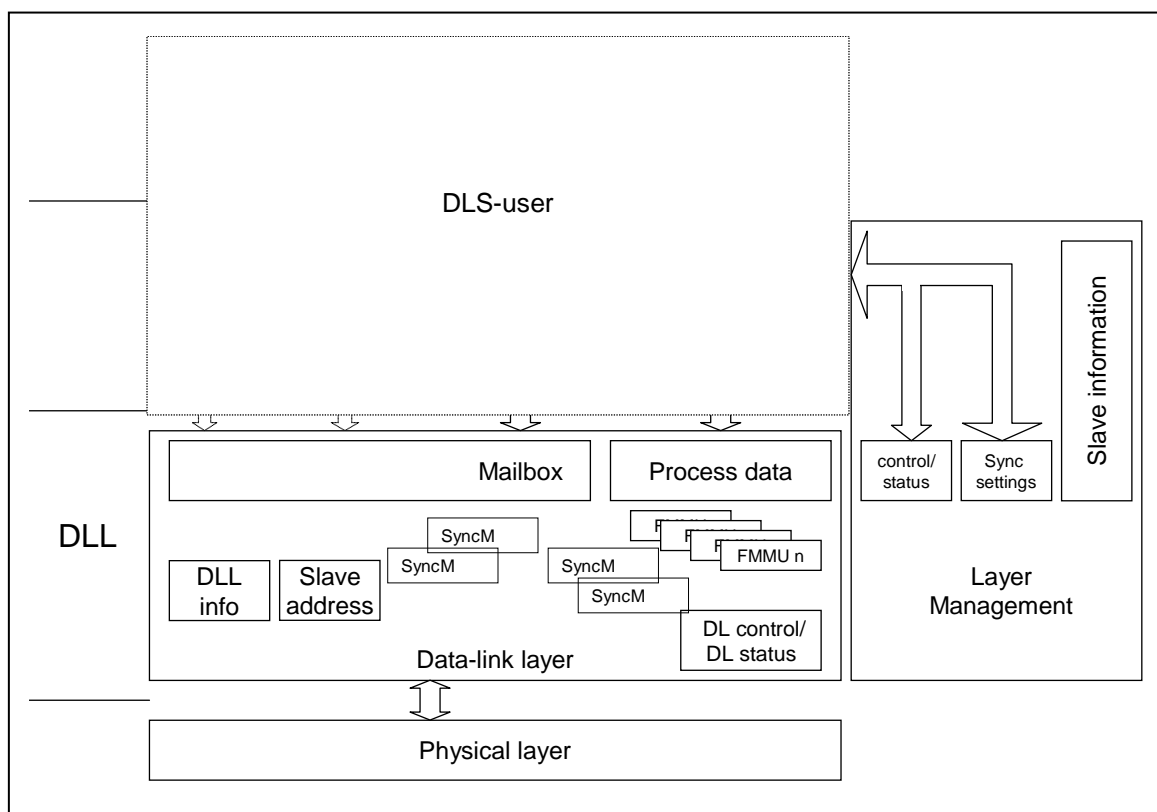 DLS-user
Slave information
control/
status
Sync
settings
Mailbox
Process data
DLL
SyncM
SyncM
SyncM
SyncM
FMMU n
DLL
info
Slave
address
DL control/
DL status
Layer
Management
Data-link layer
Physical layer